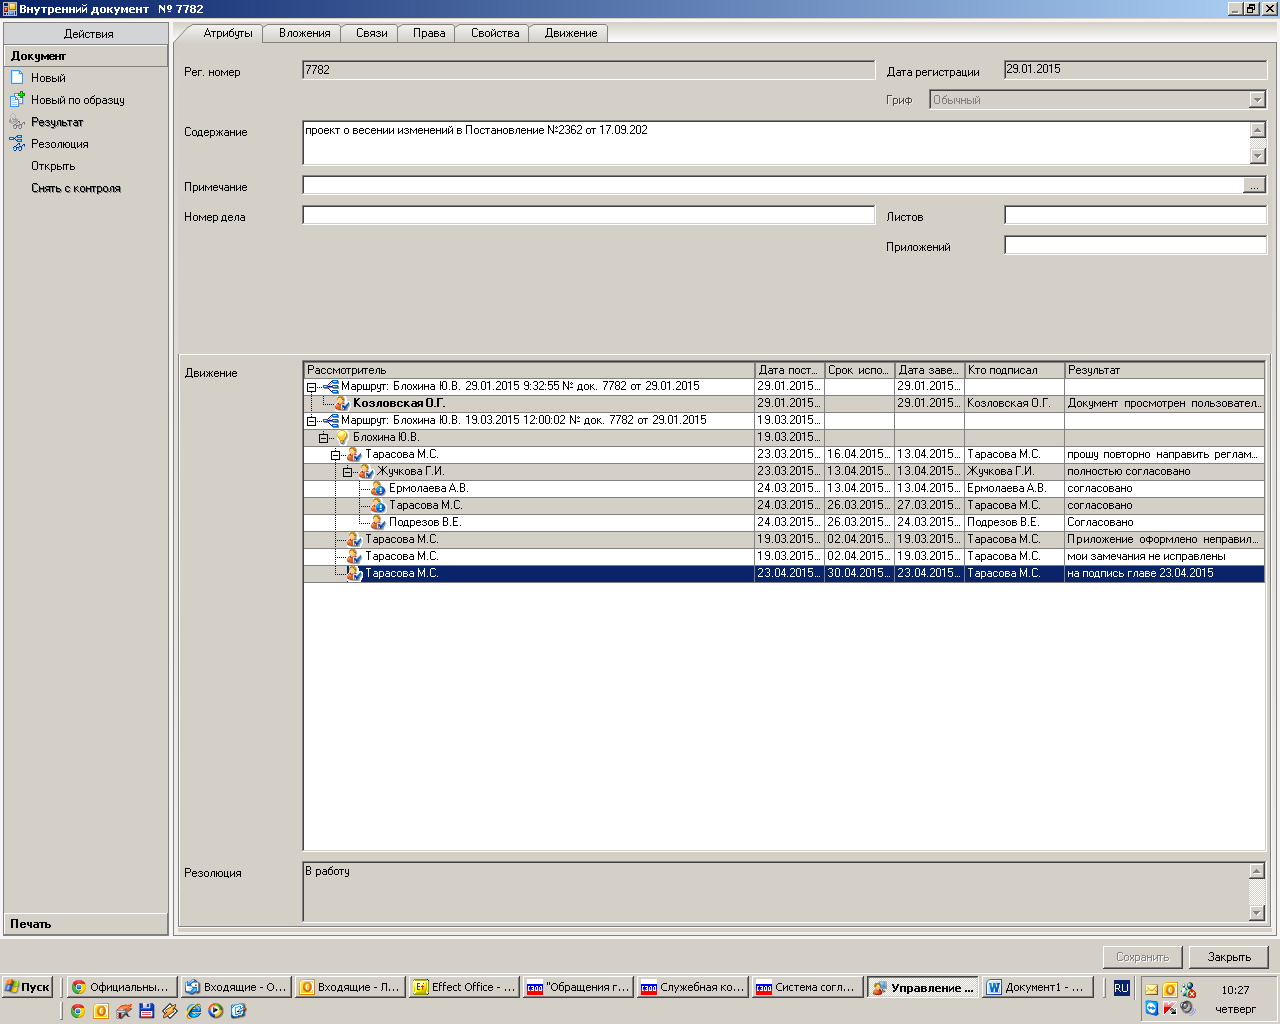 Внутренний документ № 7782
Действия
Документ
Новый
Новый по образцу
Результат
Резолюция
Открыть
Снять с контроля
Печать
Атрибуты Вложения Связи Права Свойства Движение
Рег. номер 7782 Дата регистрации 29.01.2015
Гриф Обычный
Содержание проект о весении изменений в Постановление №2362 от 17.09.202
Примечание ...
Номер дела Листов
Приложений
Движение
Рассмотритель Дата пост... Срок испо... Дата заве... Кто подписал Результат
Маршрут: Блохина Ю.В. 29.01.2015 9:32:55 № док. 7782 от 29.01.2015 29.01.2015... 29.01.2015...
Козловская О.Г. 29.01.2015... 29.01.2015... Козловская О.Г. Документ просмотрен пользовател...
Маршрут: Блохина Ю.В. 19.03.2015 12:00:02 № док. 7782 от 29.01.2015 19.03.2015...
Блохина Ю.В. 19.03.2015...
Тарасова М.С. 23.03.2015... 16.04.2015... 13.04.2015... Тарасова М.С. прошу повторно направить реглам...
Жучкова Г.И. 23.03.2015... 13.04.2015... 13.04.2015... Жучкова Г.И. полностью согласовано
Ермолаева А.В. 24.03.2015... 13.04.2015... 13.04.2015... Ермолаева А.В. согласовано
Тарасова М.С. 24.03.2015... 26.03.2015... 27.03.2015... Тарасова М.С. согласовано
Подрезов В.Е. 24.03.2015... 26.03.2015... 24.03.2015... Подрезов В.Е. Согласовано
Тарасова М.С. 19.03.2015... 02.04.2015... 19.03.2015... Тарасова М.С. Приложение оформлено неправил...
Тарасова М.С. 19.03.2015... 02.04.2015... 19.03.2015... Тарасова М.С. мои замечания не исправлены
Тарасова М.С. 23.04.2015... 30.04.2015... 23.04.2015... Тарасова М.С. на подпись главе 23.04.2015
Резолюция В работу
Сохранить Закрыть
Пуск Официальны... Входящие - О... Входящие - Л... Effect Office - ... "Обращения г... Служебная ко... Система согл... Управление ... Документ1 - ... RU 10:27
четверг